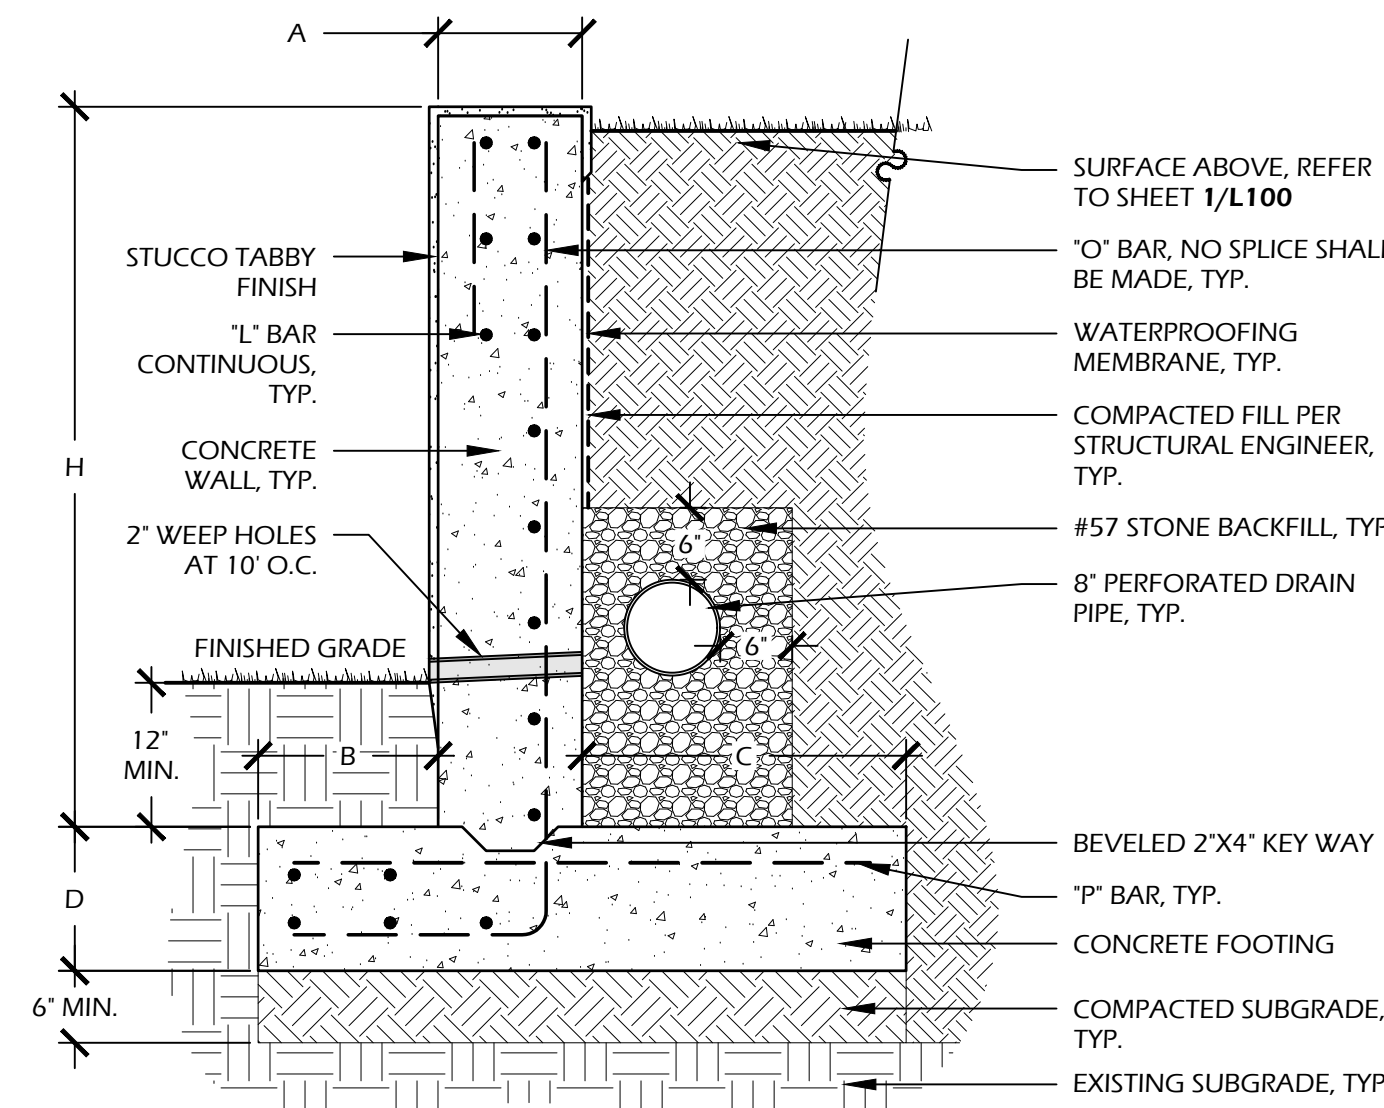 A
H
STUCCO TABBY
FINISH
"L" BAR
CONTINUOUS,
TYP.
CONCRETE
WALL, TYP.
2" WEEP HOLES
AT 10' O.C.
FINISHED GRADE
12"
MIN.
B
C
D
6" MIN.
6"
6"
SURFACE ABOVE, REFER
TO SHEET 1/L100
"O" BAR, NO SPLICE SHALL
BE MADE, TYP.
WATERPROOFING
MEMBRANE, TYP.
COMPACTED FILL PER
STRUCTURAL ENGINEER,
TYP.
#57 STONE BACKFILL, TYP
8" PERFORATED DRAIN
PIPE, TYP.
BEVELED 2"X4" KEY WAY
"P" BAR, TYP.
CONCRETE FOOTING
COMPACTED SUBGRADE,
TYP.
EXISTING SUBGRADE, TYP